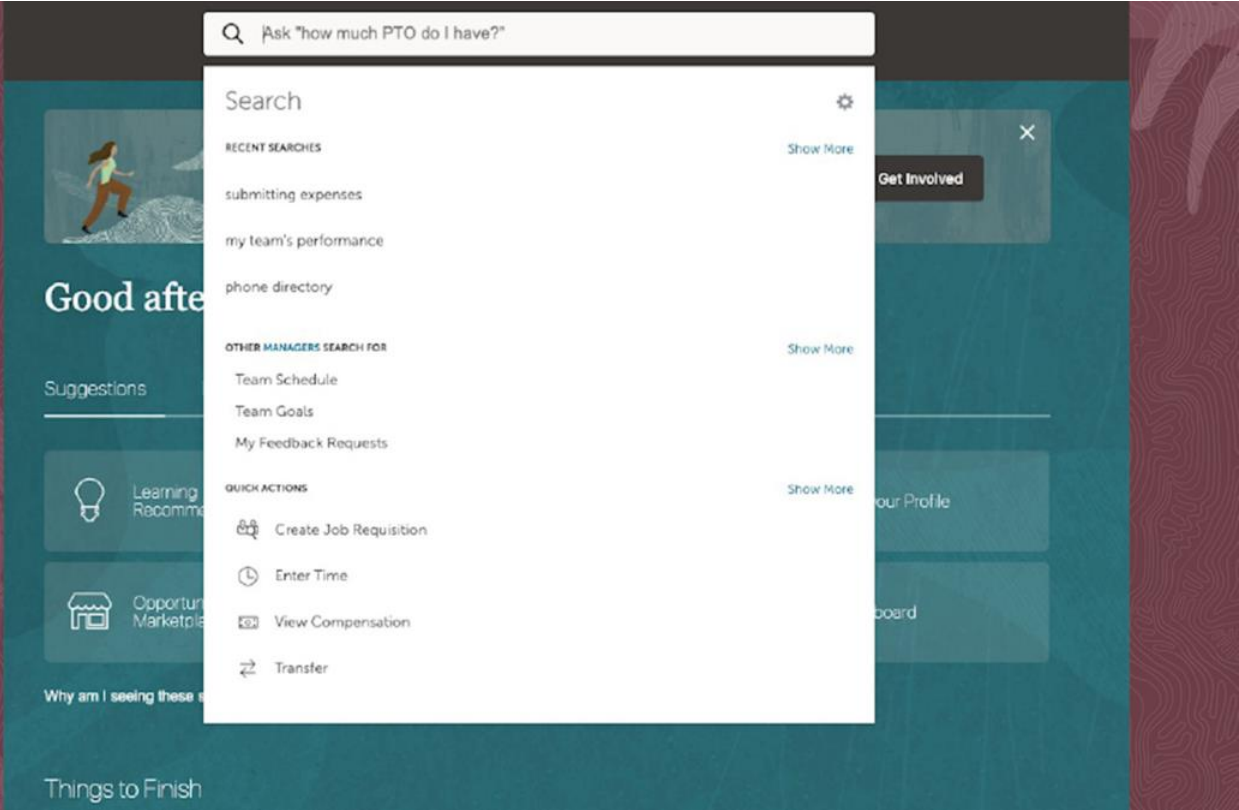 Ask "how much PTO do I have?"
Search
RECENT SEARCHES
Show More
submitting expenses
Get Involved
my team's performance
phone directory
Good afte
OTHER MANAGERS SEARCH FOR
Show More
Team Schedule
Suggestions
Team Goals
My Feedback Requests
QUICK ACTIONS
Show More
Learning
Recomme
our Profile
Create Job Requisition
Enter Time
Opportun
Marketpla
board
View Compensation
Transfer
Why am I seeing these s
Things to Finish